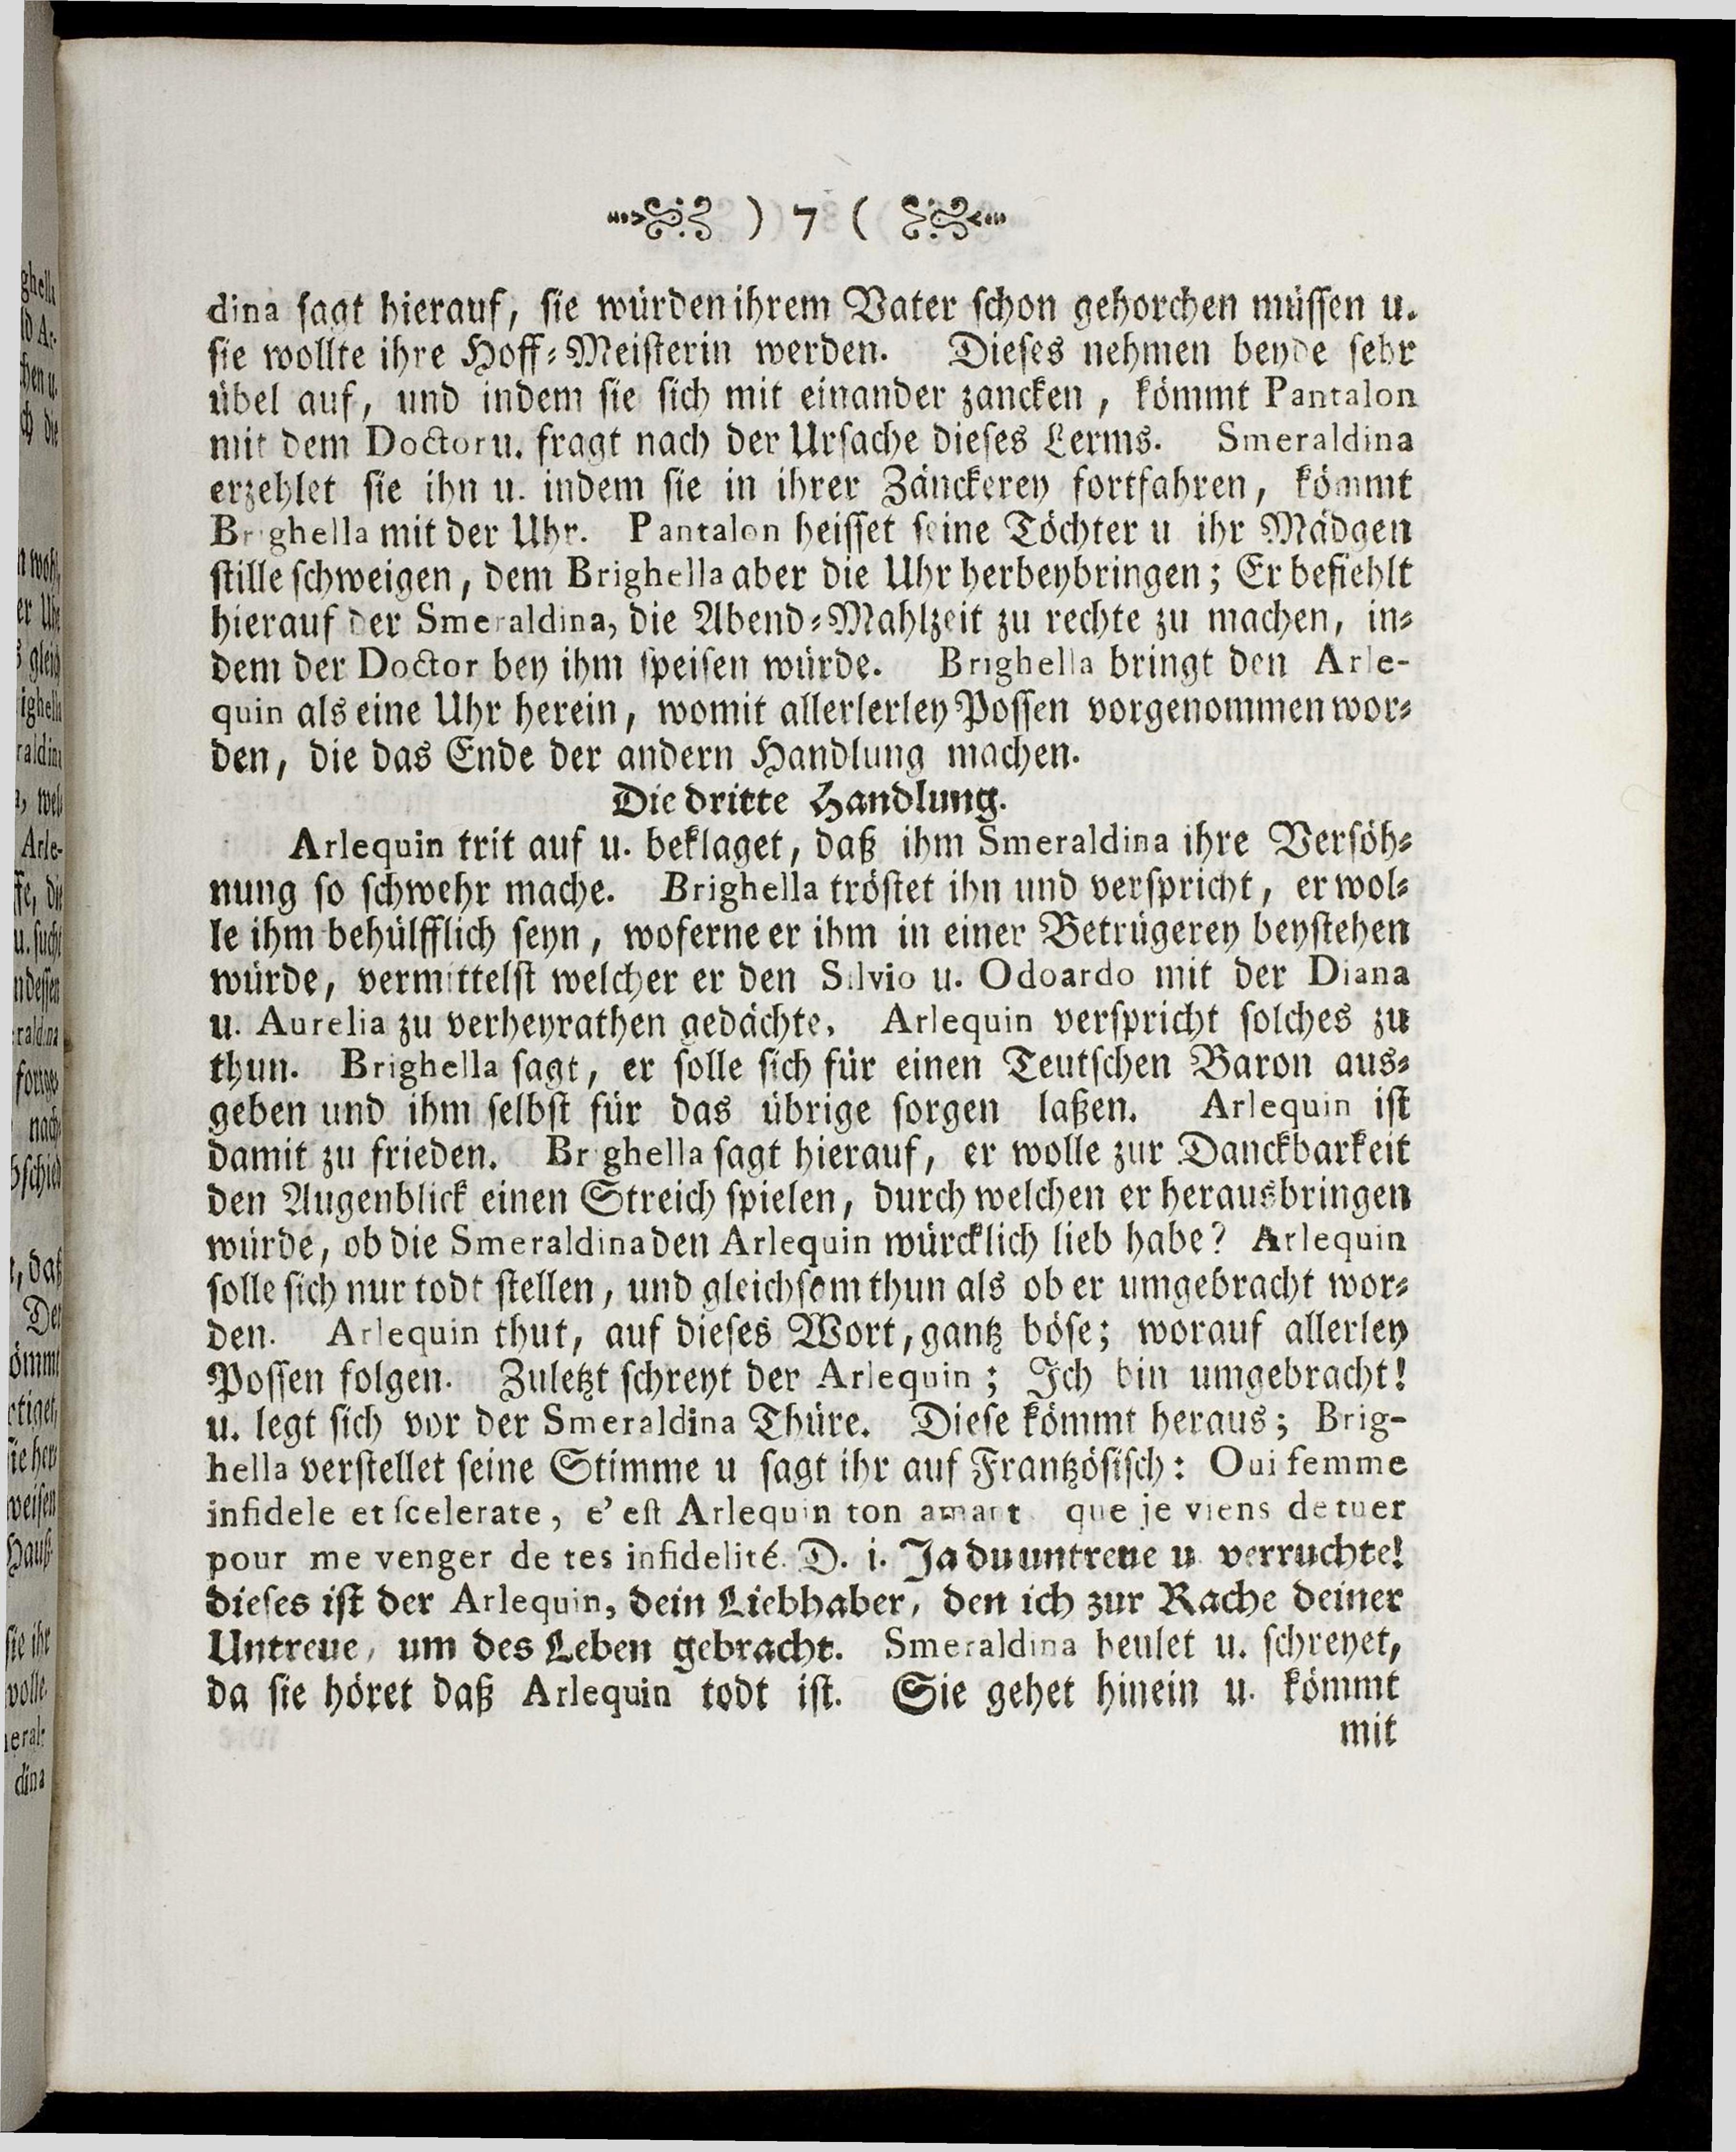 ) 7 (
dina sagt hierauf, sie würden ihrem Vater schon gehorchen müssen u.
sie wollte ihre Hoff-Meisterin werden. Dieses nehmen beyde sehr
übel auf, und indem sie sich mit einander zancken, kömmt Pantalon
mit dem Doctor u. fragt nach der Ursache dieses Lerms. Smeraldina
erzehlet sie ihn u. indem sie in ihrer Zänckerey fortfahren, kömmt
Brighella mit der Uhr. Pantalon heisset seine Töchter u ihr Mädgen
stille schweigen, dem Brighella aber die Uhr herbeybringen; Er befiehlt
hierauf der Smeraldina, die Abend-Mahlzeit zu rechte zu machen, in-
dem der Doctor bey ihm speisen würde. Brighella bringt den Arle-
quin als eine Uhr herein, womit allerlerley Possen vorgenommen wor-
den, die das Ende der andern Handlung machen.
Die dritte Handlung.
Arlequin trit auf u. beklaget, daß ihm Smeraldina ihre Versöh-
nung so schwehr mache. Brighella tröstet ihn und verspricht, er wol-
le ihm behülfflich seyn, woferne er ihm in einer Betrügerey beystehen
würde, vermittelst welcher er den Silvio u. Odoardo mit der Diana
u. Aurelia zu verheyrathen gedächte. Arlequin verspricht solches zu
thun. Brighella sagt, er solle sich für einen Teutschen Baron aus-
geben und ihm selbst für das übrige sorgen laßen. Arlequin ist
damit zu frieden. Brighella sagt hierauf, er wolle zur Danckbarkeit
den Augenblick einen Streich spielen, durch welchen er herausbringen
würde, ob die Smeraldina den Arlequin würcklich lieb habe? Arlequin
solle sich nur todt stellen, und gleichsam thun als ob er umgebracht wor-
den. Arlequin thut, auf dieses Wort, gantz böse; worauf allerley
Possen folgen. Zuletzt schreyt der Arlequin; Ich bin umgebracht!
u. legt sich vor der Smeraldina Thüre. Diese kömmt heraus; Brig-
hella verstellet seine Stimme u sagt ihr auf Frantzösisch: Oui femme
infidele et scelerate, e' est Arlequin ton amant que je viens de tuer
pour me venger de tes infidelité. D. i. Ja du untreue u verruchte!
dieses ist der Arlequin, dein Liebhaber, den ich zur Rache deiner
Untreue, um des Leben gebracht. Smeraldina heulet u. schreyet,
da sie höret daß Arlequin todt ist. Sie gehet hinein u. kömmt
mit